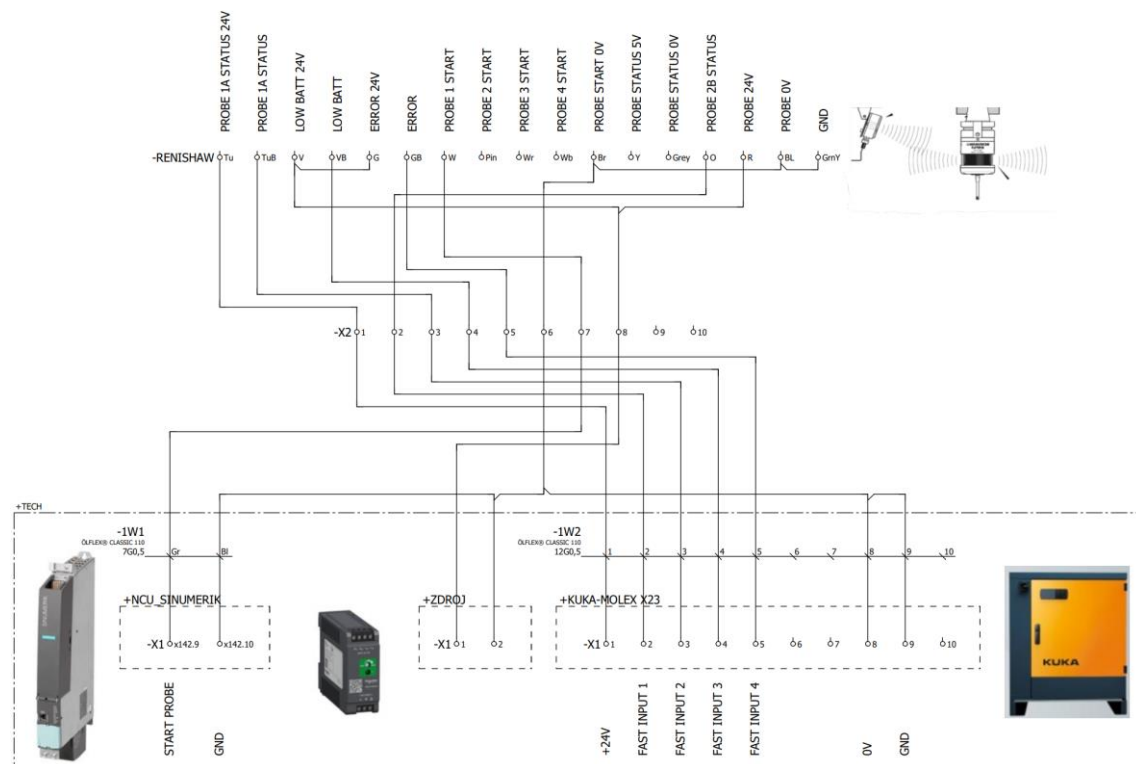 PROBE 1A STATUS 24V
PROBE 1A STATUS
LOW BATT 24V
LOW BATT
ERROR 24V
ERROR
PROBE 1 START
PROBE 2 START
PROBE 3 START
PROBE 4 START
PROBE START 0V
PROBE STATUS 5V
PROBE STATUS 0V
PROBE 2B STATUS
PROBE 24V
PROBE 0V
GND
-RENISHAW Tu TuB V VB G GB W Pin Wr Wb Br Y Grey O R BL GrnY
-X2 1 2 3 4 5 6 7 8 9 10
+TECH
-1W1
ÖLFLEX® CLASSIC 110
7G0,5 Gr Bl
-1W2
ÖLFLEX® CLASSIC 110
12G0,5 1 2 3 4 5 6 7 8 9 10
+NCU_SINUMERIK
-X1 x142.9 x142.10
+ZDROJ
-X1 1 2
+KUKA-MOLEX X23
-X1 1 2 3 4 5 6 7 8 9 10
START PROBE
GND
+24V
FAST INPUT 1
FAST INPUT 2
FAST INPUT 3
FAST INPUT 4
0V
GND
SINUMERIK
KUKA